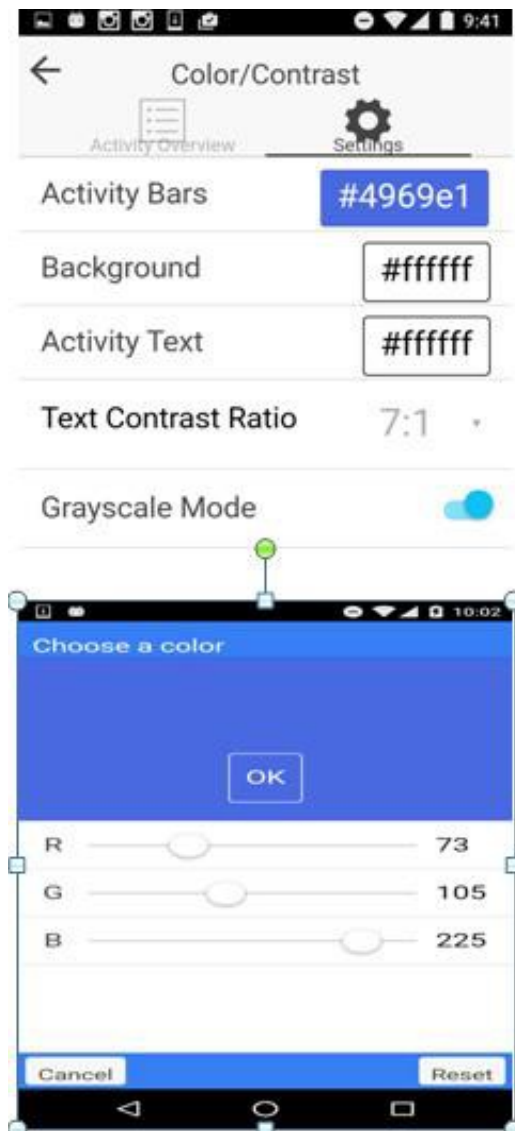 9:41
Color/Contrast
Activity Overview Settings
Activity Bars #4969e1
Background #ffffff
Activity Text #ffffff
Text Contrast Ratio 7:1
Grayscale Mode
10:02
Choose a color
OK
R 73
G 105
B 225
Cancel Reset